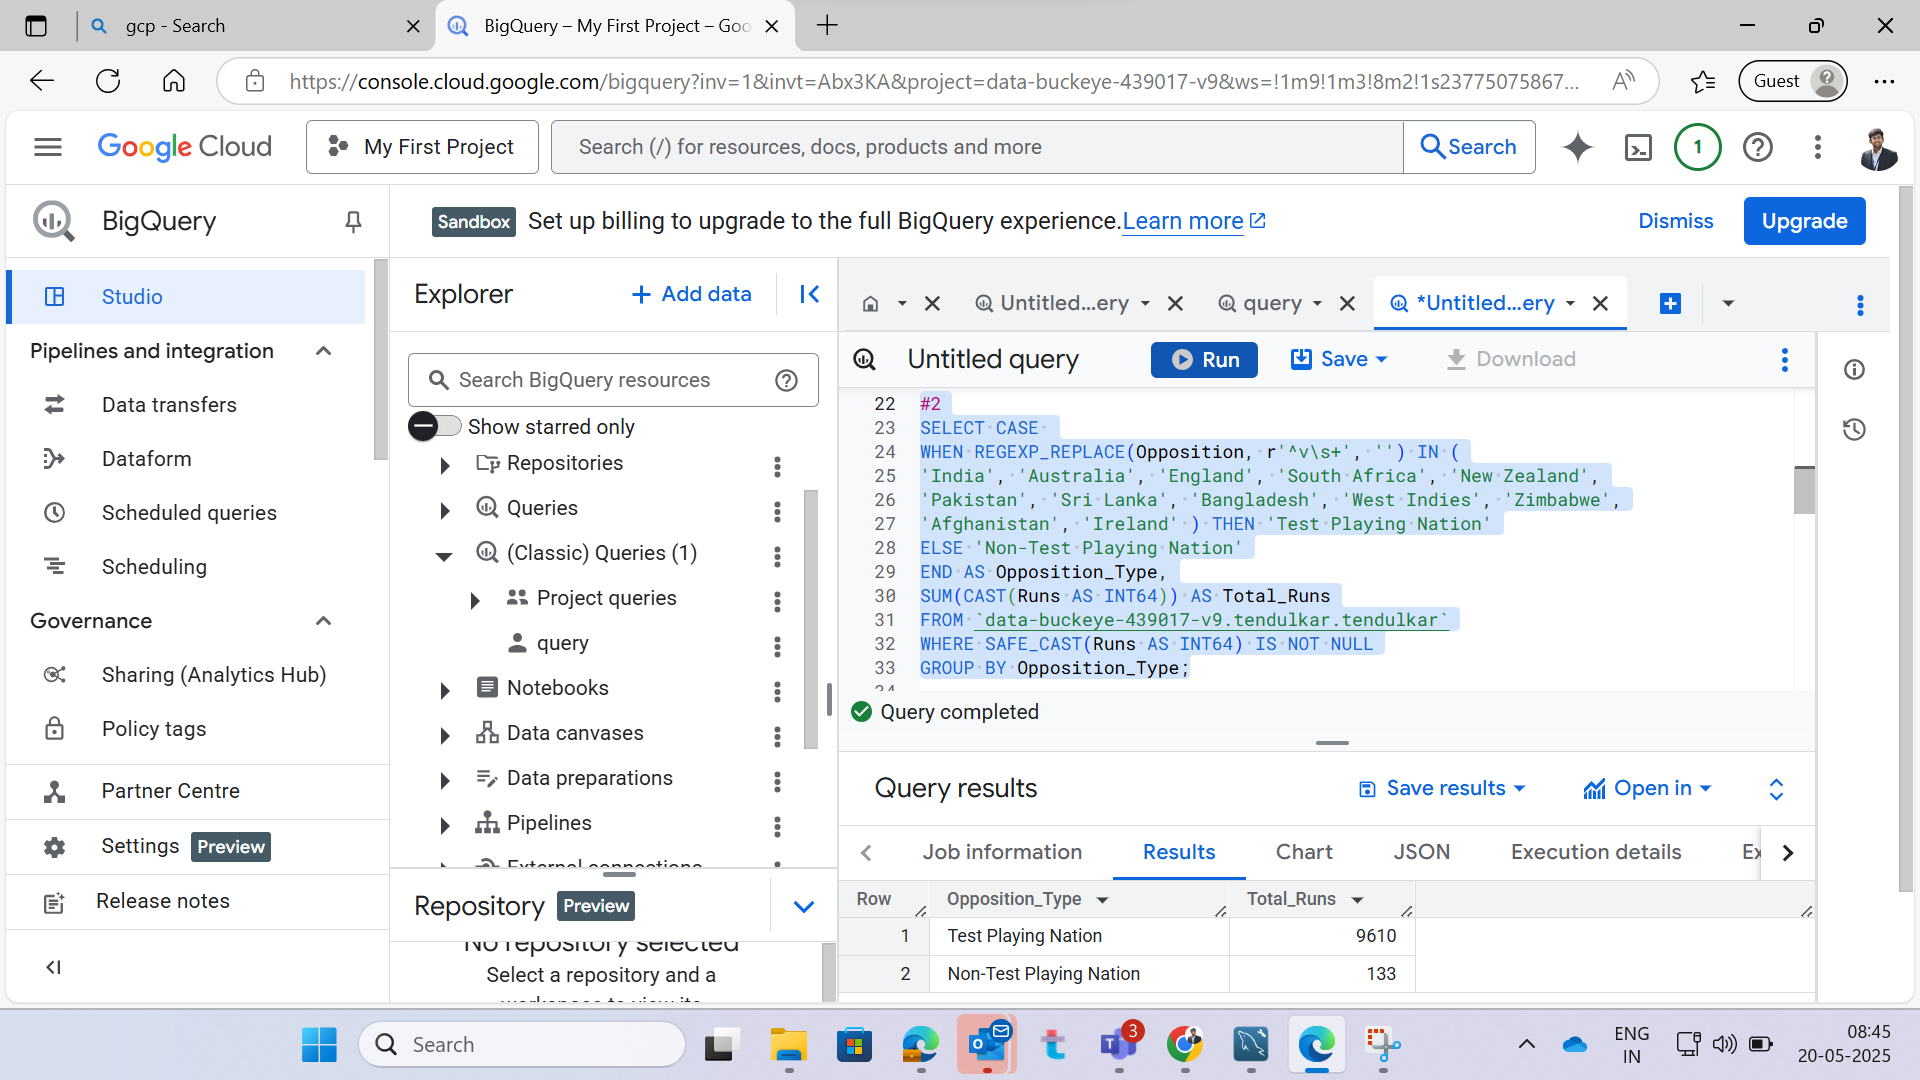 gcp - Search
BigQuery – My First Project – Goo
https://console.cloud.google.com/bigquery?inv=1&invt=Abx3KA&project=data-buckeye-439017-v9&ws=!1m9!1m3!8m2!1s23775075867...
Guest
Google Cloud
My First Project
Search (/) for resources, docs, products and more
Search
1
BigQuery
Sandbox
Set up billing to upgrade to the full BigQuery experience. Learn more
Dismiss
Upgrade
Studio
Pipelines and integration
Data transfers
Dataform
Scheduled queries
Scheduling
Governance
Sharing (Analytics Hub)
Policy tags
Partner Centre
Settings
Preview
Release notes
Explorer
+ Add data
Search BigQuery resources
Show starred only
Repositories
Queries
(Classic) Queries (1)
Project queries
query
Notebooks
Data canvases
Data preparations
Pipelines
External connections
Repository
Preview
No repository selected
Select a repository and a
workspace to view its
Untitled...ery
query
*Untitled...ery
Untitled query
Run
Save
Download
22 #2
23 SELECT CASE
24 WHEN REGEXP_REPLACE(Opposition, r'^v\s+', '') IN (
25 'India', 'Australia', 'England', 'South Africa', 'New Zealand',
26 'Pakistan', 'Sri Lanka', 'Bangladesh', 'West Indies', 'Zimbabwe',
27 'Afghanistan', 'Ireland' ) THEN 'Test Playing Nation'
28 ELSE 'Non-Test Playing Nation'
29 END AS Opposition_Type,
30 SUM(CAST(Runs AS INT64)) AS Total_Runs
31 FROM `data-buckeye-439017-v9.tendulkar.tendulkar`
32 WHERE SAFE_CAST(Runs AS INT64) IS NOT NULL
33 GROUP BY Opposition_Type;
34
Query completed
Query results
Save results
Open in
Job information
Results
Chart
JSON
Execution details
Ex
Row Opposition_Type Total_Runs
1 Test Playing Nation 9610
2 Non-Test Playing Nation 133
Search
3
ENG
IN
08:45
20-05-2025